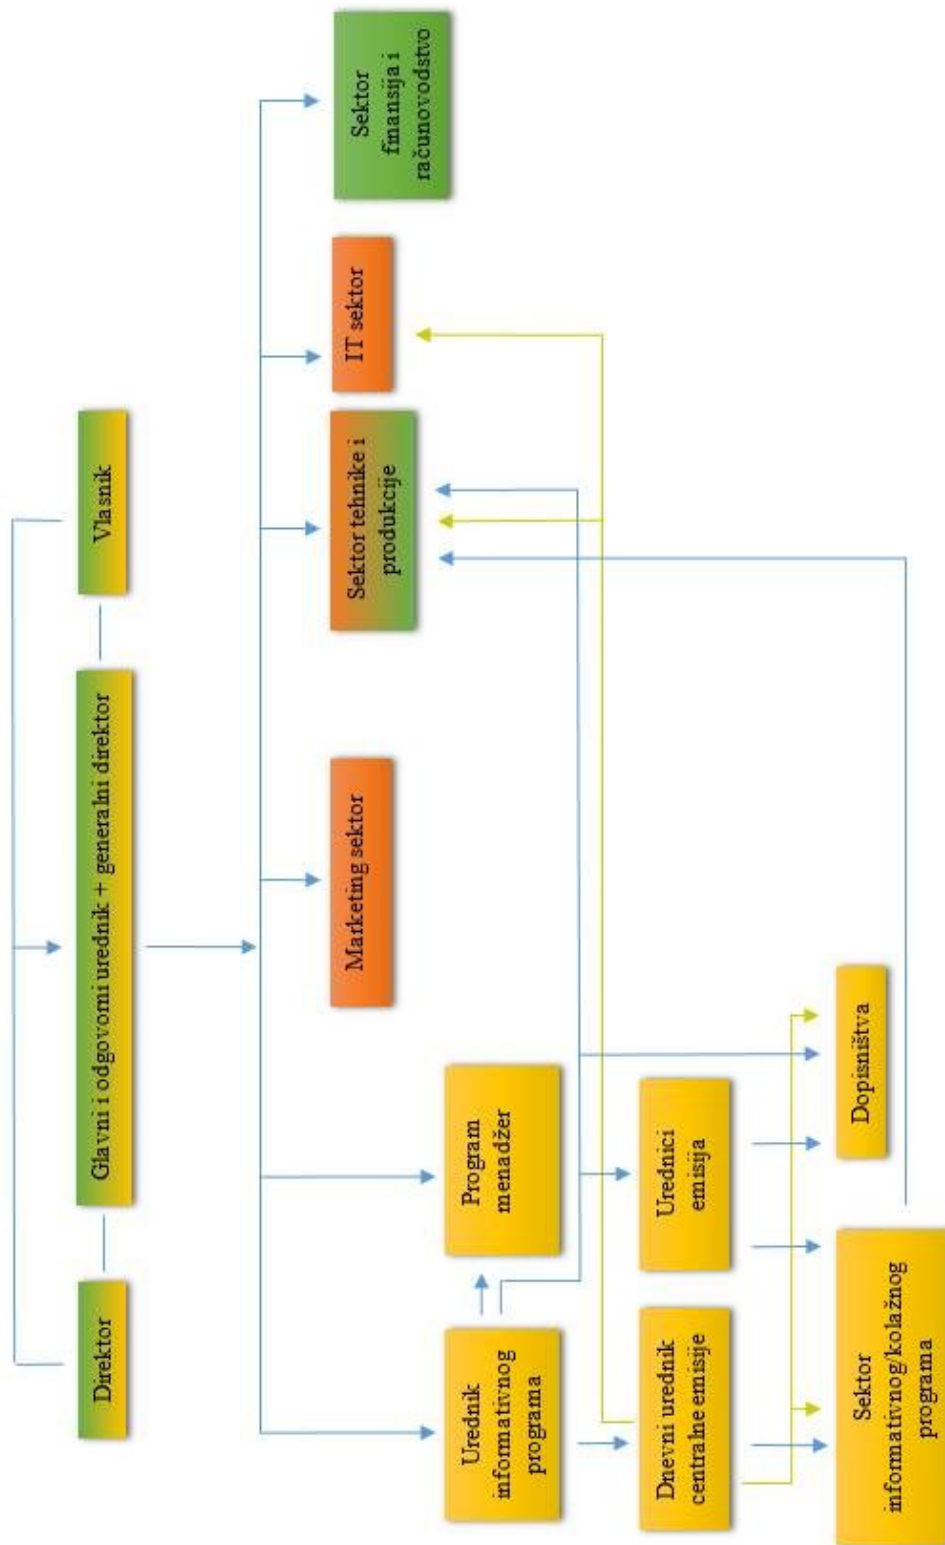 Direktor
Glavni i odgovorni urednik + generalni direktor
Vlasnik
Urednik
informativnog
programa
Program
menadžer
Marketing sektor
Sektor tehnike i
produkcije
IT sektor
Sektor
finansija i
računovodstvo
Dnevni urednik
centralne emisije
Urednici
emisija
Sektor
informativnog/kolažnog
programa
Dopisništva